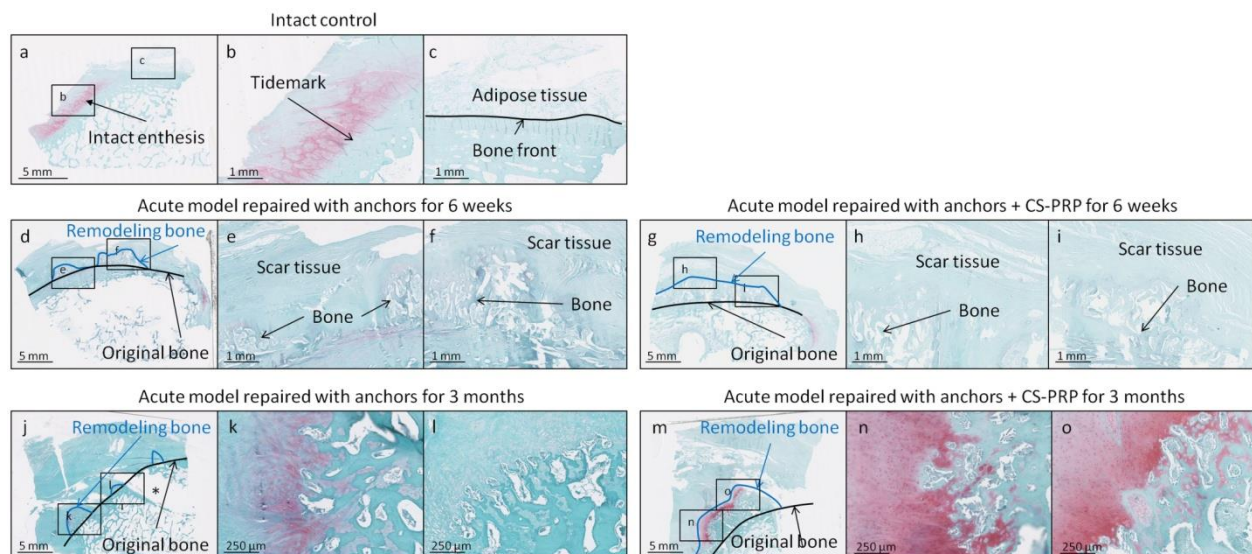 Intact control
a
c
b
Intact enthesis
5 mm
b
Tidemark
1 mm
c
Adipose tissue
Bone front
1 mm
Acute model repaired with anchors for 6 weeks
d
Remodeling bone
f
e
Original bone
5 mm
e
Scar tissue
Bone
1 mm
f
Scar tissue
Bone
1 mm
Acute model repaired with anchors + CS-PRP for 6 weeks
g
Remodeling bone
h
i
Original bone
5 mm
h
Scar tissue
Bone
1 mm
i
Scar tissue
Bone
1 mm
Acute model repaired with anchors for 3 months
j
Remodeling bone
l
*
k
Original bone
5 mm
k
250 µm
l
250 µm
Acute model repaired with anchors + CS-PRP for 3 months
m
Remodeling bone
o
n
Original bone
5 mm
n
250 µm
o
250 µm